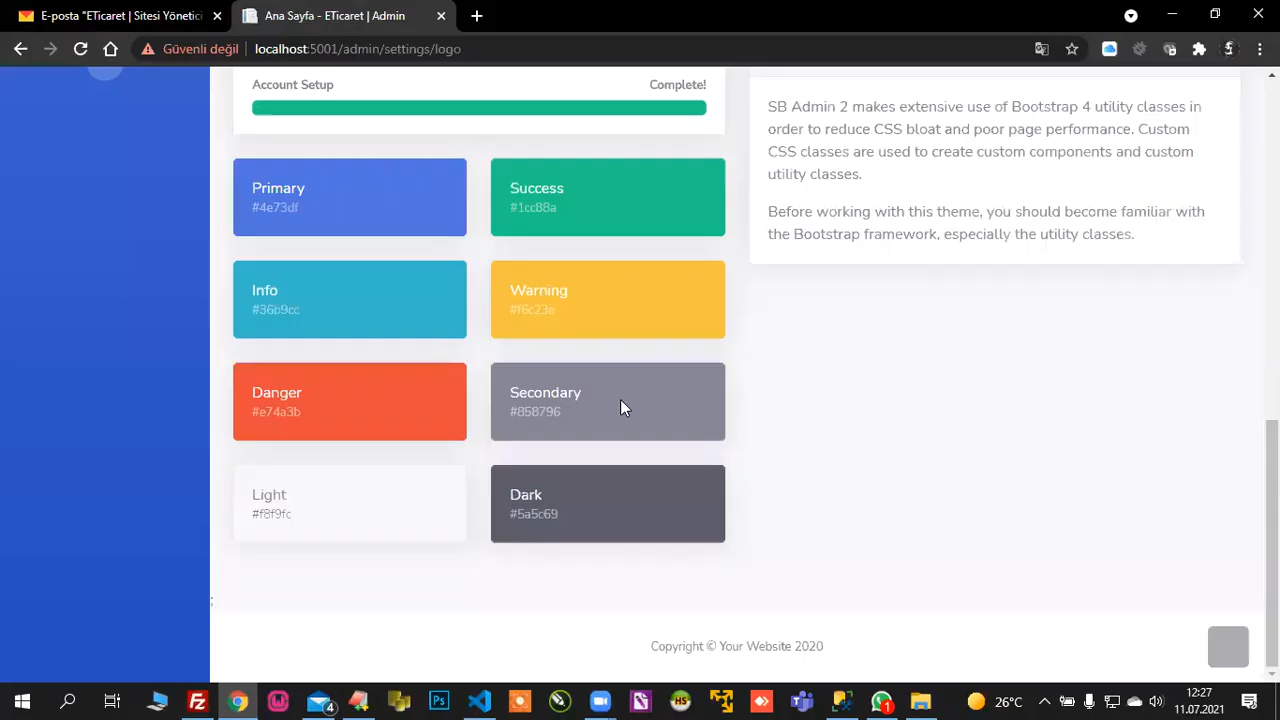 E-posta "ETicaret | Sitesi Yönetici
Ana Sayfa - ETicaret | Admin
Güvenli değil
localhost:5001/admin/settings/logo
Account Setup
Complete!
SB Admin 2 makes extensive use of Bootstrap 4 utility classes in
order to reduce CSS bloat and poor page performance. Custom
CSS classes are used to create custom components and custom
utility classes.
Before working with this theme, you should become familiar with
the Bootstrap framework, especially the utility classes.
Primary
#4e73df
Success
#1cc88a
Info
#36b9cc
Warning
#f6c23e
Danger
#e74a3b
Secondary
#858796
Light
#f8f9fc
Dark
#5a5c69
;
Copyright © Your Website 2020
Ps
4
HS
1
26°C
12:27
11.07.2021